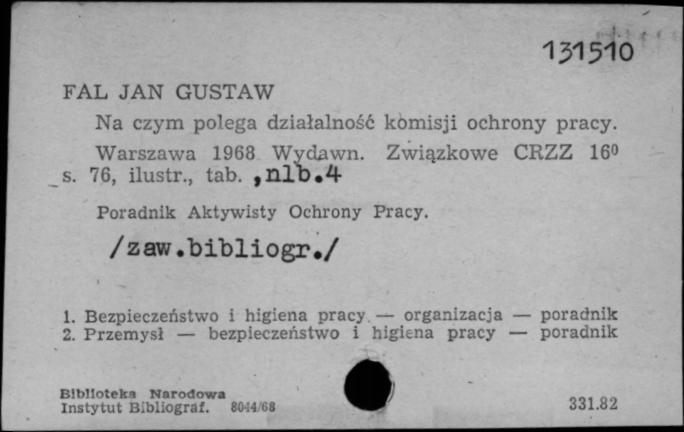 131510
FAL JAN GUSTAW
Na czym polega działalność komisji ochrony pracy.
Warszawa 1968 Wydawn. Związkowe CRZZ 16⁰
s. 76, ilustr., tab. ,nlb.4
Poradnik Aktywisty Ochrony Pracy.
/zaw.bibliogr./
1. Bezpieczeństwo i higiena pracy — organizacja — poradnik
2. Przemysł — bezpieczeństwo i higiena pracy — poradnik
Biblioteka Narodowa
Instytut Bibliograf. 8044/68 331.82